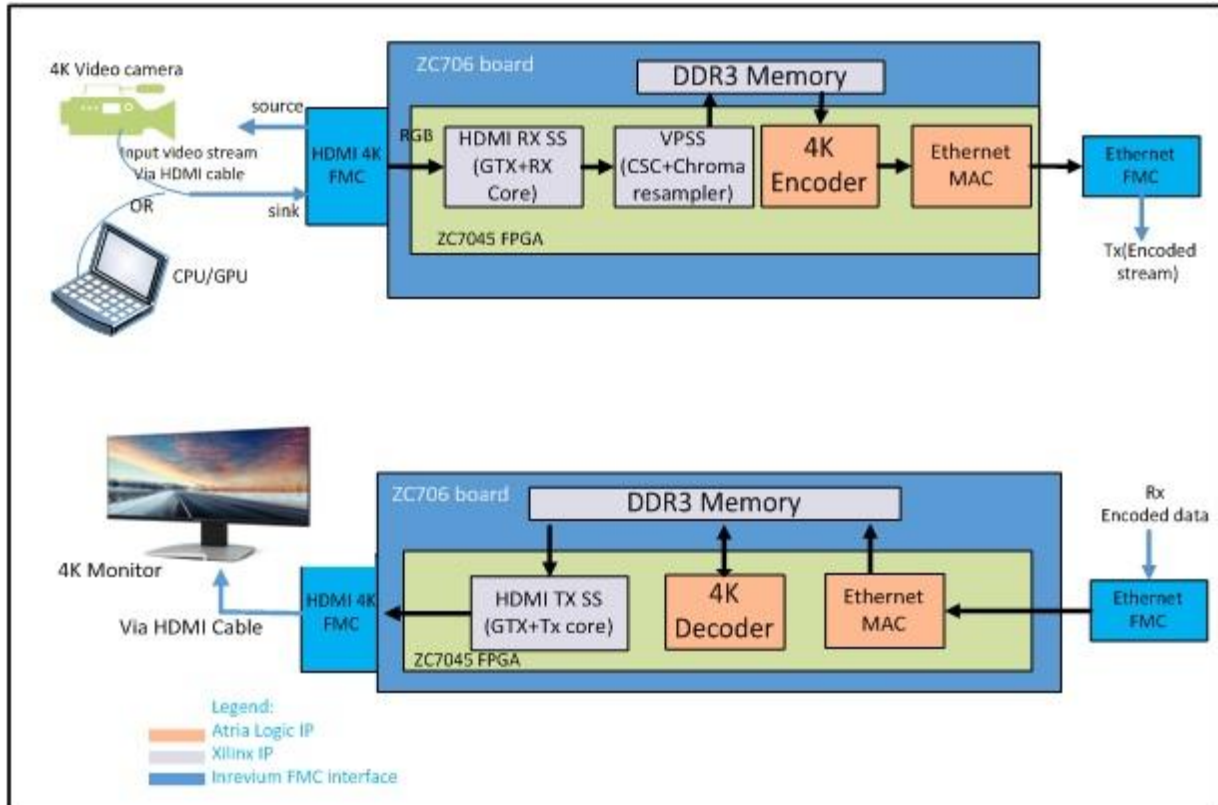 ZC706 board
DDR3 Memory
4K Video camera
source
HDMI 4K
FMC
RGB
HDMI RX SS
(GTX+RX
Core)
VPSS
(CSC+Chroma
resampler)
4K
Encoder
Ethernet
MAC
Ethernet
FMC
Input video stream
Via HDMI cable
OR
sink
ZC7045 FPGA
CPU/GPU
Tx(Encoded
stream)
ZC706 board
DDR3 Memory
Rx
Encoded data
4K Monitor
Via HDMI Cable
HDMI 4K
FMC
HDMI TX SS
(GTX+Tx core)
4K
Decoder
Ethernet
MAC
Ethernet
FMC
ZC7045 FPGA
Legend:
Atria Logic IP
Xilinx IP
Inrevium FMC interface